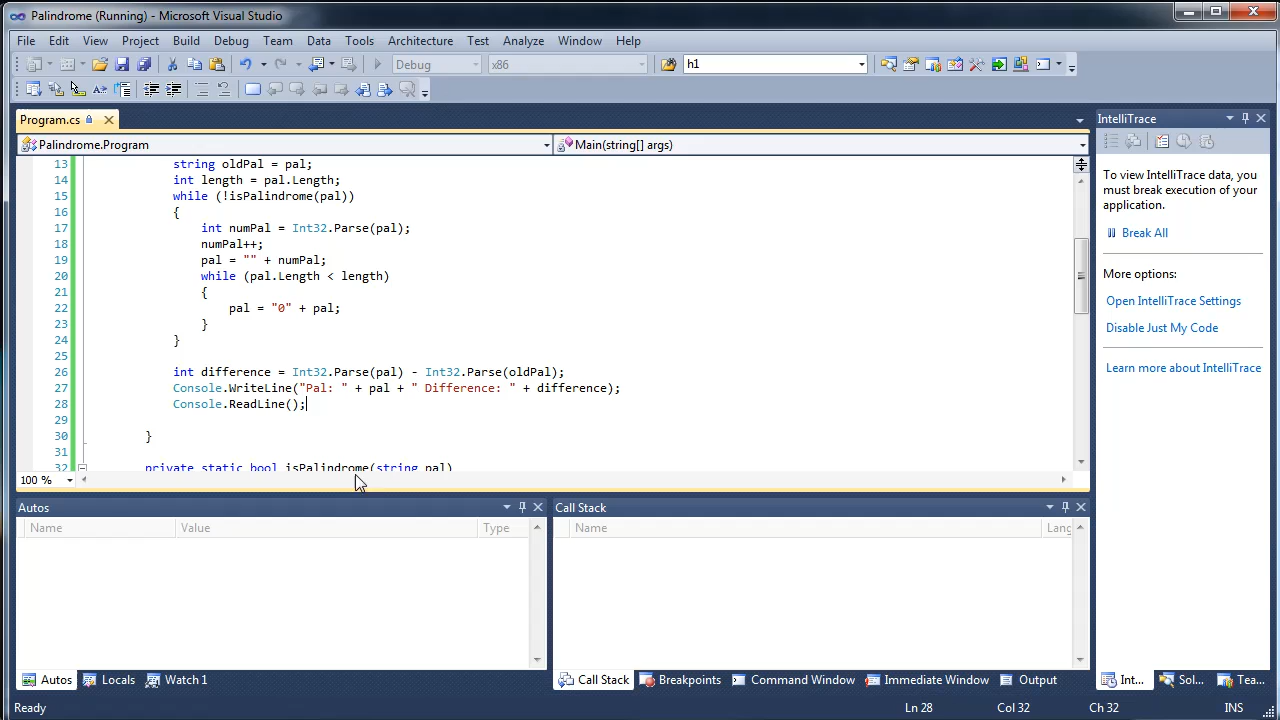 Palindrome (Running) - Microsoft Visual Studio
File Edit View Project Build Debug Team Data Tools Architecture Test Analyze Window Help
Debug x86 h1
Program.cs
Palindrome.Program Main(string[] args)
13 string oldPal = pal;
14 int length = pal.Length;
15 while (!isPalindrome(pal))
16 {
17 int numPal = Int32.Parse(pal);
18 numPal++;
19 pal = "" + numPal;
20 while (pal.Length < length)
21 {
22 pal = "0" + pal;
23 }
24 }
25
26 int difference = Int32.Parse(pal) - Int32.Parse(oldPal);
27 Console.WriteLine("Pal: " + pal + " Difference: " + difference);
28 Console.ReadLine();
29
30 }
31
32 private static bool isPalindrome(string pal)
100 %
IntelliTrace
To view IntelliTrace data, you
must break execution of your
application.
Break All
More options:
Open IntelliTrace Settings
Disable Just My Code
Learn more about IntelliTrace
Autos
Name Value Type
Call Stack
Name Lang
Autos Locals Watch 1
Call Stack Breakpoints Command Window Immediate Window Output
Int... Sol... Tea...
Ready Ln 28 Col 32 Ch 32 INS